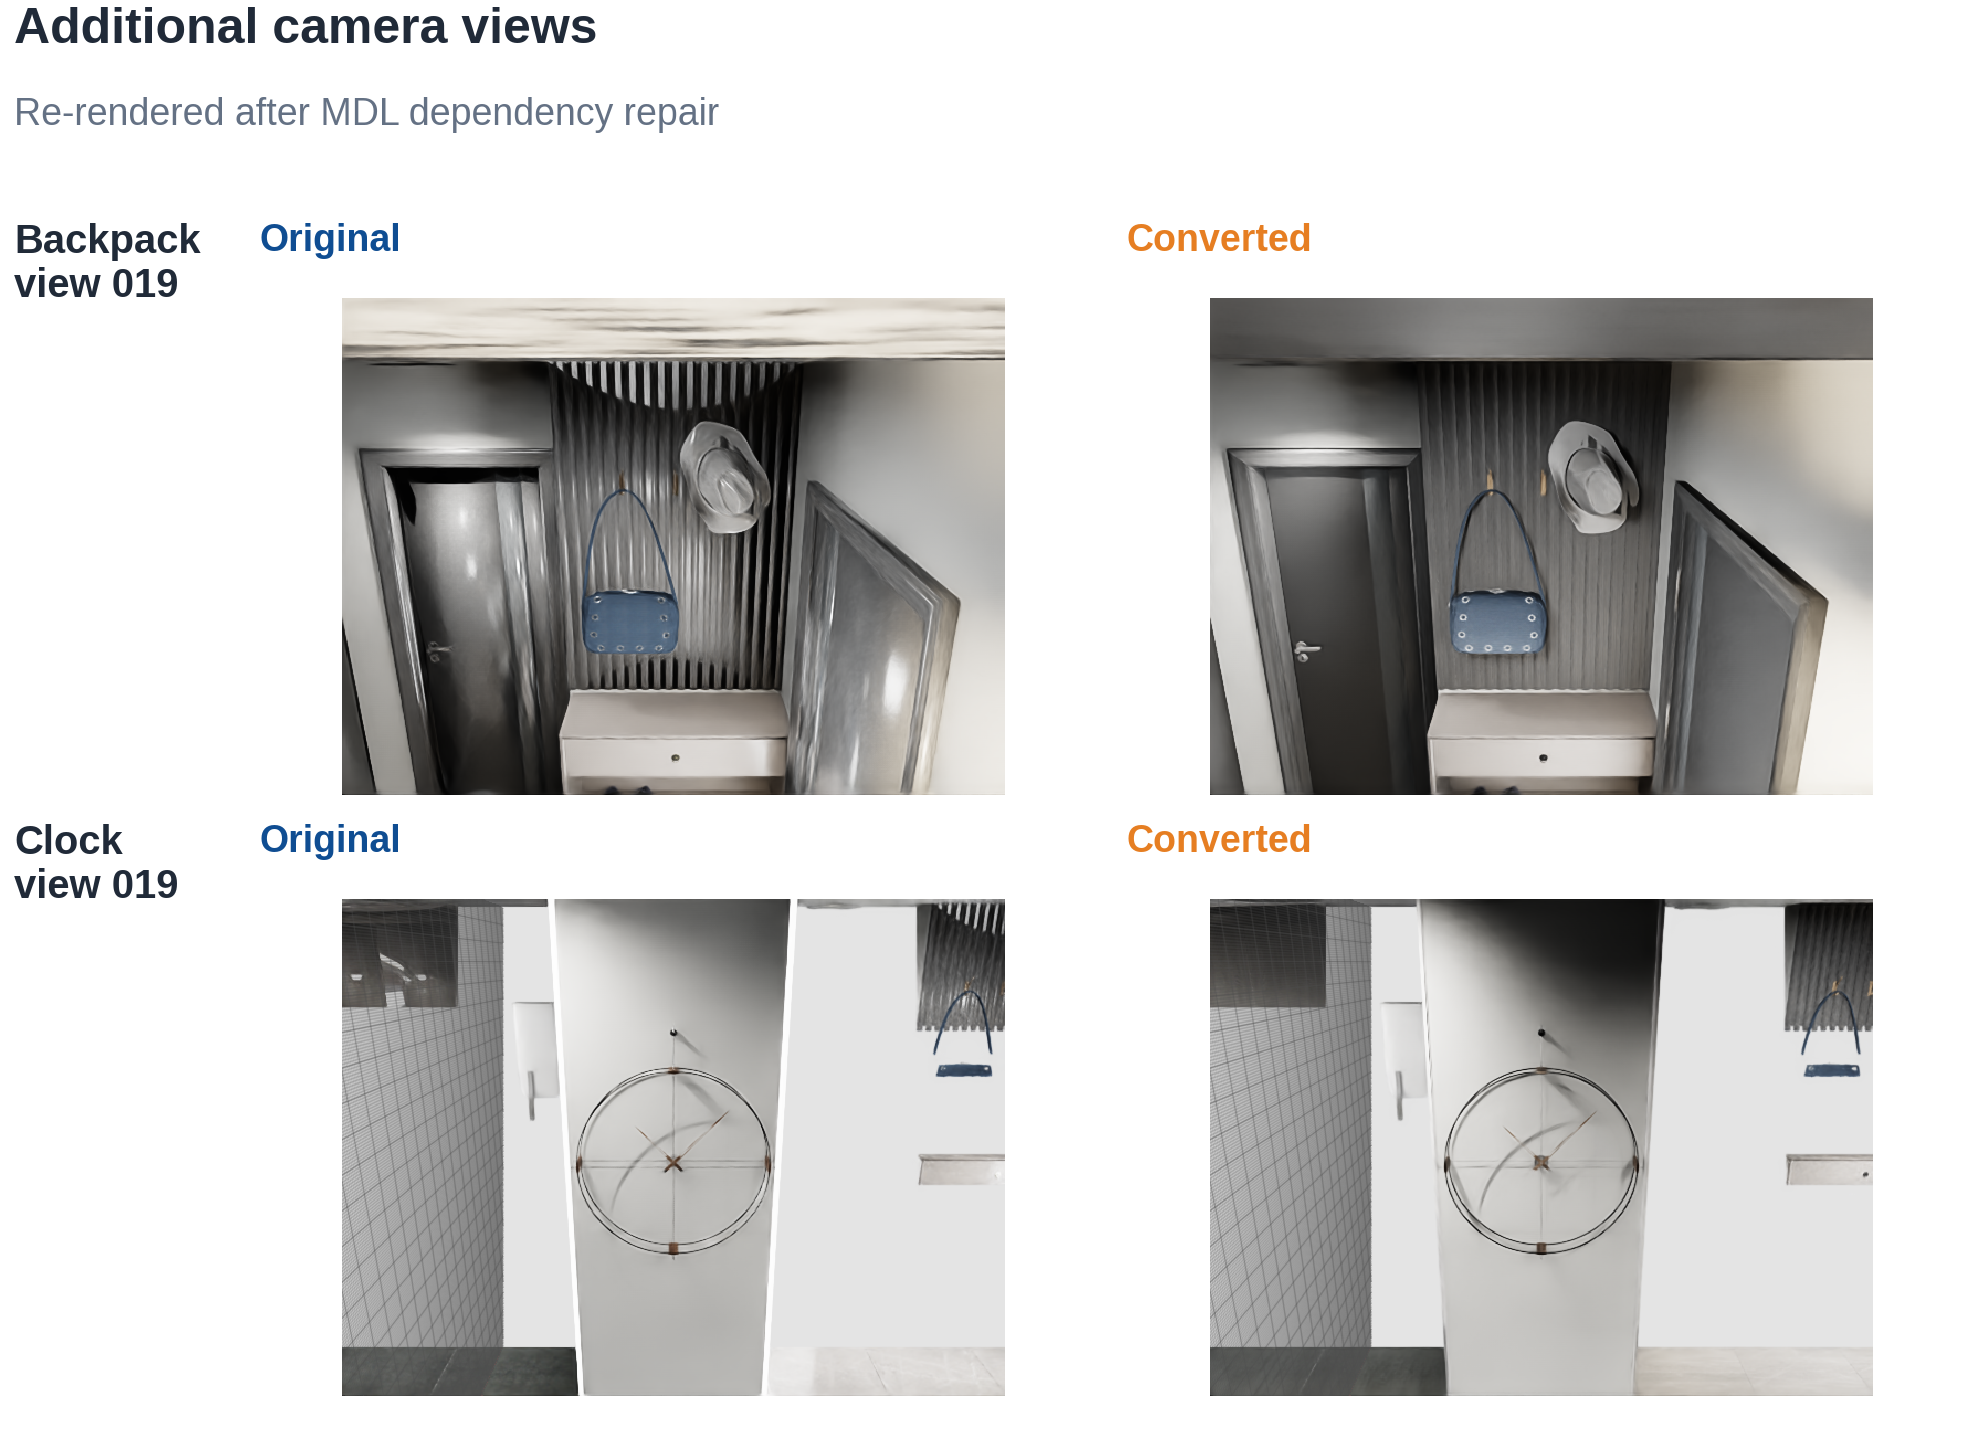 Additional camera views
Re-rendered after MDL dependency repair
Backpack
view 019
Original
Converted
Clock
view 019
Original
Converted